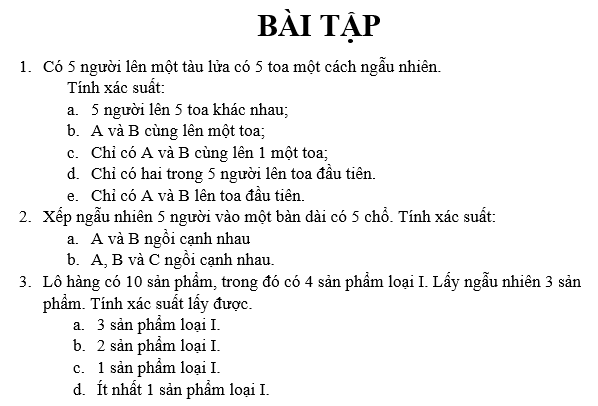 BÀI TẬP
1. Có 5 người lên một tàu lửa có 5 toa một cách ngẫu nhiên.
Tính xác suất:
a. 5 người lên 5 toa khác nhau;
b. A và B cùng lên một toa;
c. Chỉ có A và B cùng lên 1 một toa;
d. Chỉ có hai trong 5 người lên toa đầu tiên.
e. Chỉ có A và B lên toa đầu tiên.
2. Xếp ngẫu nhiên 5 người vào một bàn dài có 5 chổ. Tính xác suất:
a. A và B ngồi cạnh nhau
b. A, B và C ngồi cạnh nhau.
3. Lô hàng có 10 sản phẩm, trong đó có 4 sản phẩm loại I. Lấy ngẫu nhiên 3 sản
phẩm. Tính xác suất lấy được.
a. 3 sản phẩm loại I.
b. 2 sản phẩm loại I.
c. 1 sản phẩm loại I.
d. Ít nhất 1 sản phẩm loại I.